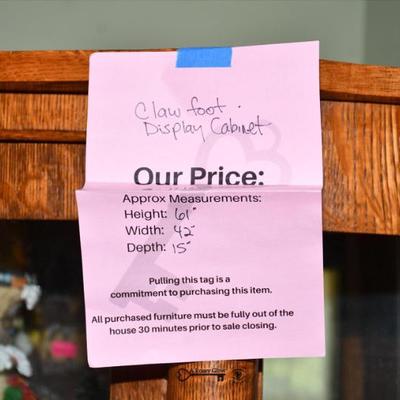 Claw foot.
Display Cabinet
Our Price:
Approx Measurements:
Height: 61"
Width: 42"
Depth: 15"
Pulling this tag is a
commitment to purchasing this item.
All purchased furniture must be fully out of the
house 30 minutes prior to sale closing.